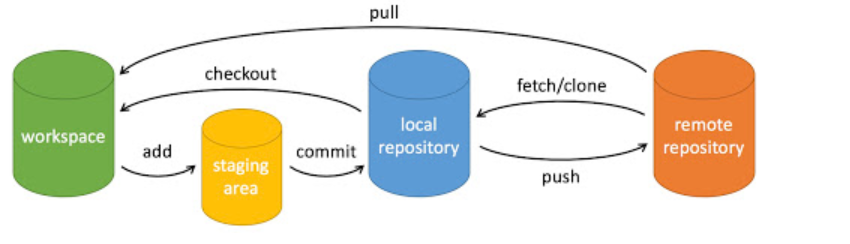 pull
checkout
fetch/clone
workspace
add
staging
area
commit
local
repository
push
remote
repository